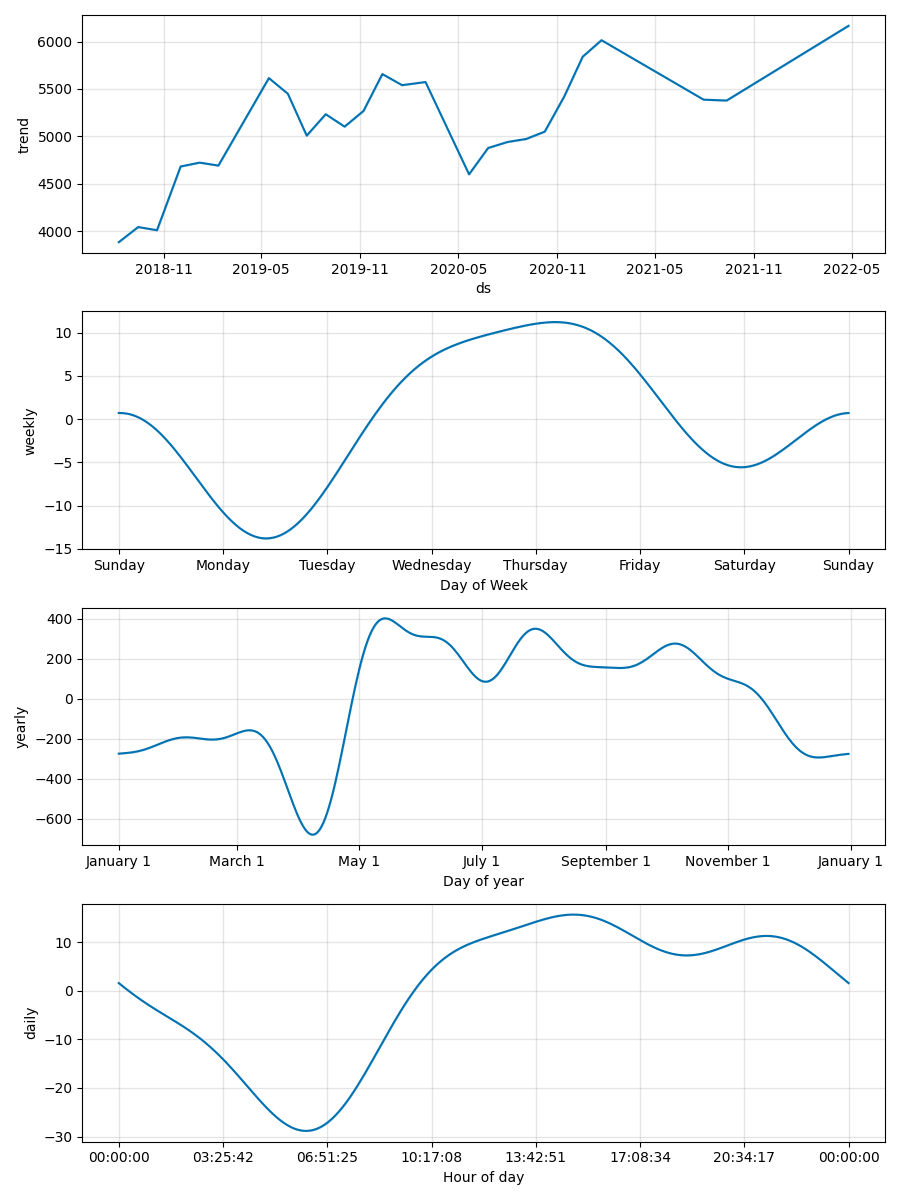 trend
6000
5500
5000
4500
4000
2018-11 2019-05 2019-11 2020-05 2020-11 2021-05 2021-11 2022-05
ds
weekly
10
5
0
−5
−10
−15
Sunday Monday Tuesday Wednesday Thursday Friday Saturday Sunday
Day of Week
yearly
400
200
0
−200
−400
−600
January 1 March 1 May 1 July 1 September 1 November 1 January 1
Day of year
daily
10
0
−10
−20
−30
00:00:00 03:25:42 06:51:25 10:17:08 13:42:51 17:08:34 20:34:17 00:00:00
Hour of day